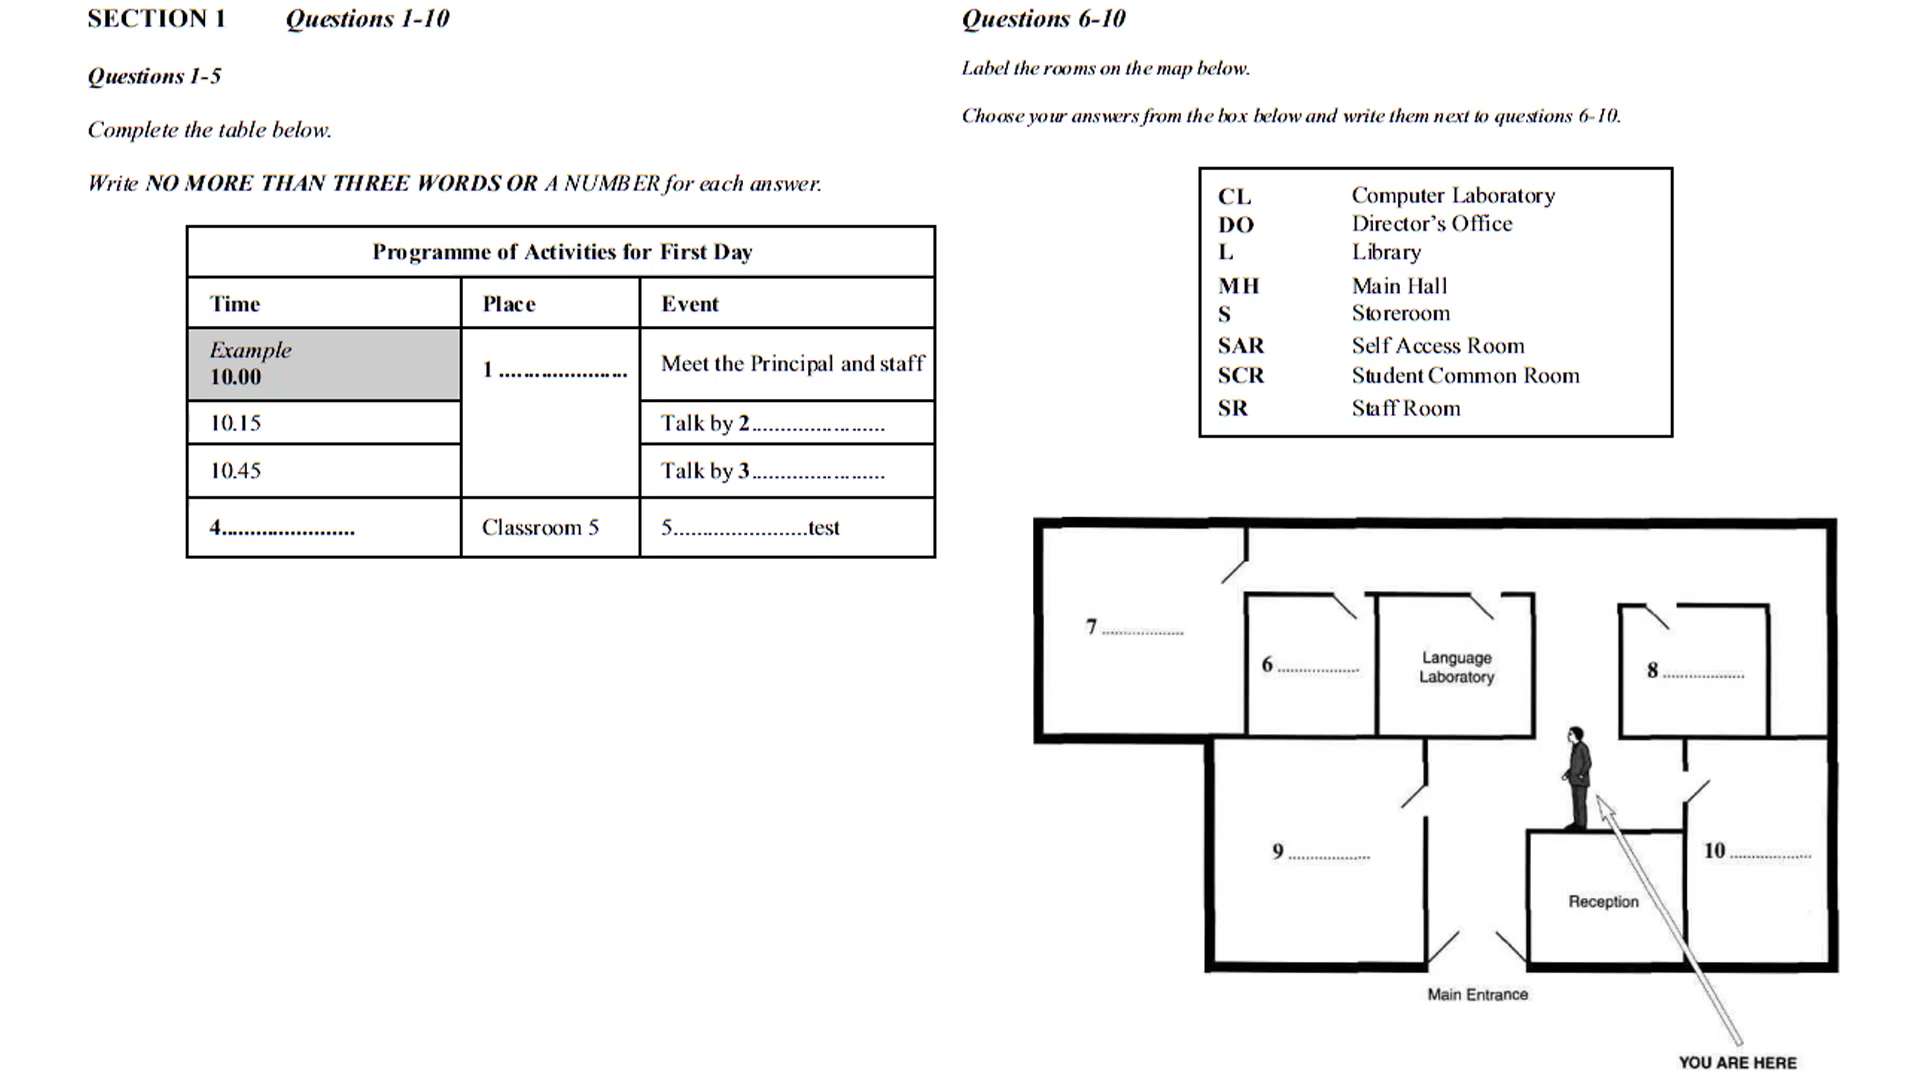 SECTION 1 Questions 1-10
Questions 1-5
Complete the table below.
Write NO MORE THAN THREE WORDS OR A NUMBER for each answer.
Programme of Activities for First Day
Time Place Event
Example
10.00
1 ......................
Meet the Principal and staff
10.15
Talk by 2.......................
10.45
Talk by 3.......................
4....................... Classroom 5 5.......................test
Questions 6-10
Label the rooms on the map below.
Choose your answers from the box below and write them next to questions 6-10.
CL Computer Laboratory
DO Director's Office
L Library
MH Main Hall
S Storeroom
SAR Self Access Room
SCR Student Common Room
SR Staff Room
7 ................
6 ................
Language
Laboratory
8 ................
9 ................
10 ................
Reception
Main Entrance
YOU ARE HERE